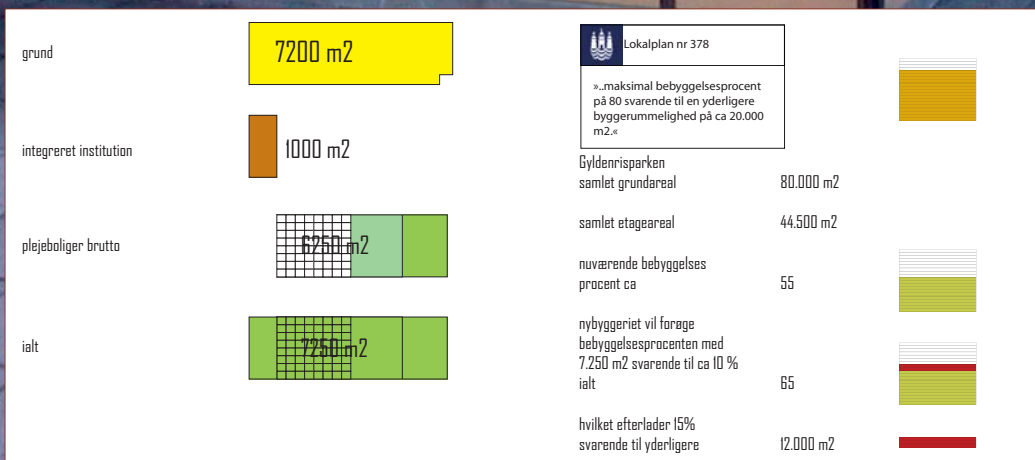 grund
7200 m2
integreret institution
1000 m2
plejeboliger brutto
6250 m2
ialt
7250 m2
Lokalplan nr 378
»..maksimal bebyggelsesprocent
på 80 svarende til en yderligere
byggerummelighed på ca 20.000
m2.«
Gyldenrisparken
samlet grundareal 80.000 m2
samlet etageareal 44.500 m2
nuværende bebyggelses
procent ca 55
nybyggeriet vil forøge
bebyggelsesprocenten med
7.250 m2 svarende til ca 10 %
ialt 65
hvilket efterlader 15%
svarende til yderligere 12.000 m2